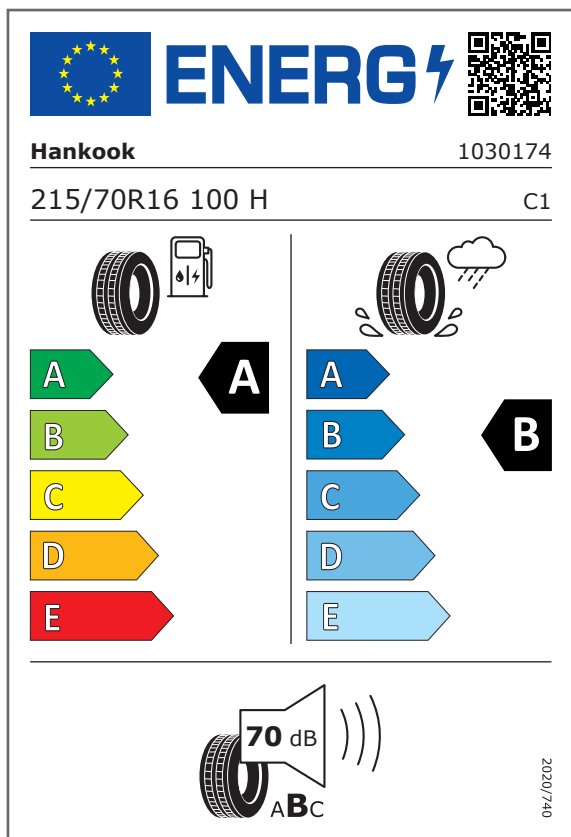 ENERG
Hankook 1030174
215/70R16 100 H C1
A A A
B B B
C C
D D
E E
70 dB
ABC
2020/740